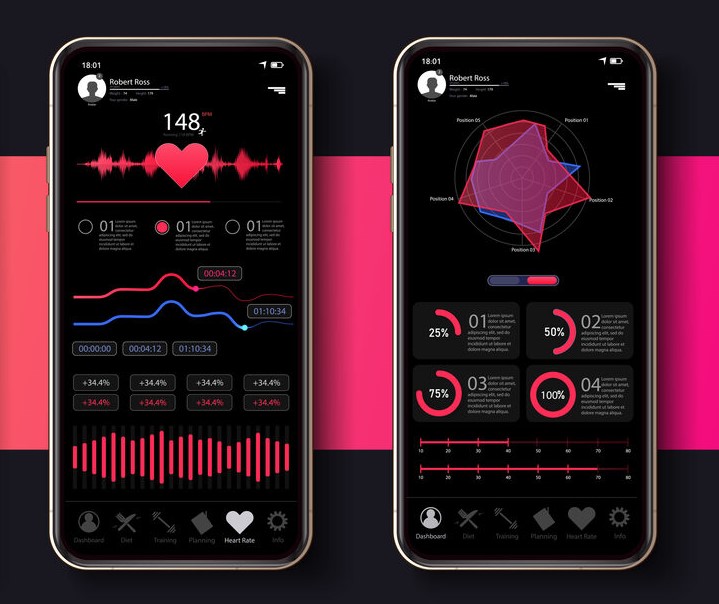 18:01
Robert Ross
148
BPM
01
Lorem ipsum
dolor sit amet,
consectetur
adipiscing elit, sed do
eiusmod tempor
incididunt ut labore et
dolore magna aliqua.
01
Lorem ipsum
dolor sit amet,
consectetur
adipiscing elit, sed do
eiusmod tempor
incididunt ut labore et
dolore magna aliqua.
01
Lorem ipsum
dolor sit amet,
consectetur
adipiscing elit, sed do
eiusmod tempor
incididunt ut labore et
dolore magna aliqua.
00:04:12
01:10:34
00:00:00 00:04:12 01:10:34
+34.4% +34.4% +34.4% +34.4%
+34.4% +34.4% +34.4% +34.4%
Dashboard Diet Training Planning Heart Rate Info
18:01
Robert Ross
Position 05 Position 01
Position 04 Position 02
Position 03
25%
01
Lorem ipsum
dolor sit amet,
consectetur
adipiscing elit, sed do
eiusmod tempor
incididunt ut labore et
dolore magna aliqua.
50%
02
Lorem ipsum
dolor sit amet,
consectetur
adipiscing elit, sed do
eiusmod tempor
incididunt ut labore et
dolore magna aliqua.
75%
03
Lorem ipsum
dolor sit amet,
consectetur
adipiscing elit, sed do
eiusmod tempor
incididunt ut labore et
dolore magna aliqua.
100%
04
Lorem ipsum
dolor sit amet,
consectetur
adipiscing elit, sed do
eiusmod tempor
incididunt ut labore et
dolore magna aliqua.
10 20 30 40 50 60 70 80
10 20 30 40 50 60 70 80
Dashboard Diet Training Planning Heart Rate Info